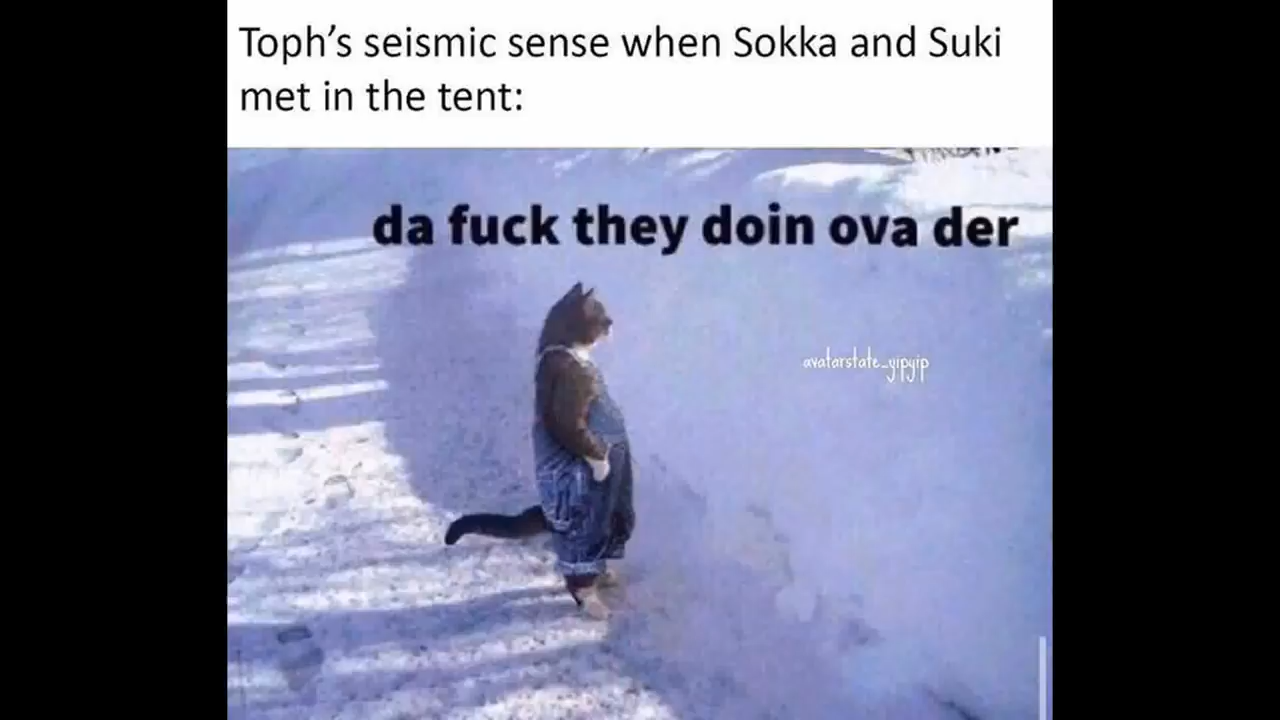 Toph's seismic sense when Sokka and Suki
met in the tent:
da fuck they doin ova der
avatarstate_yipyip